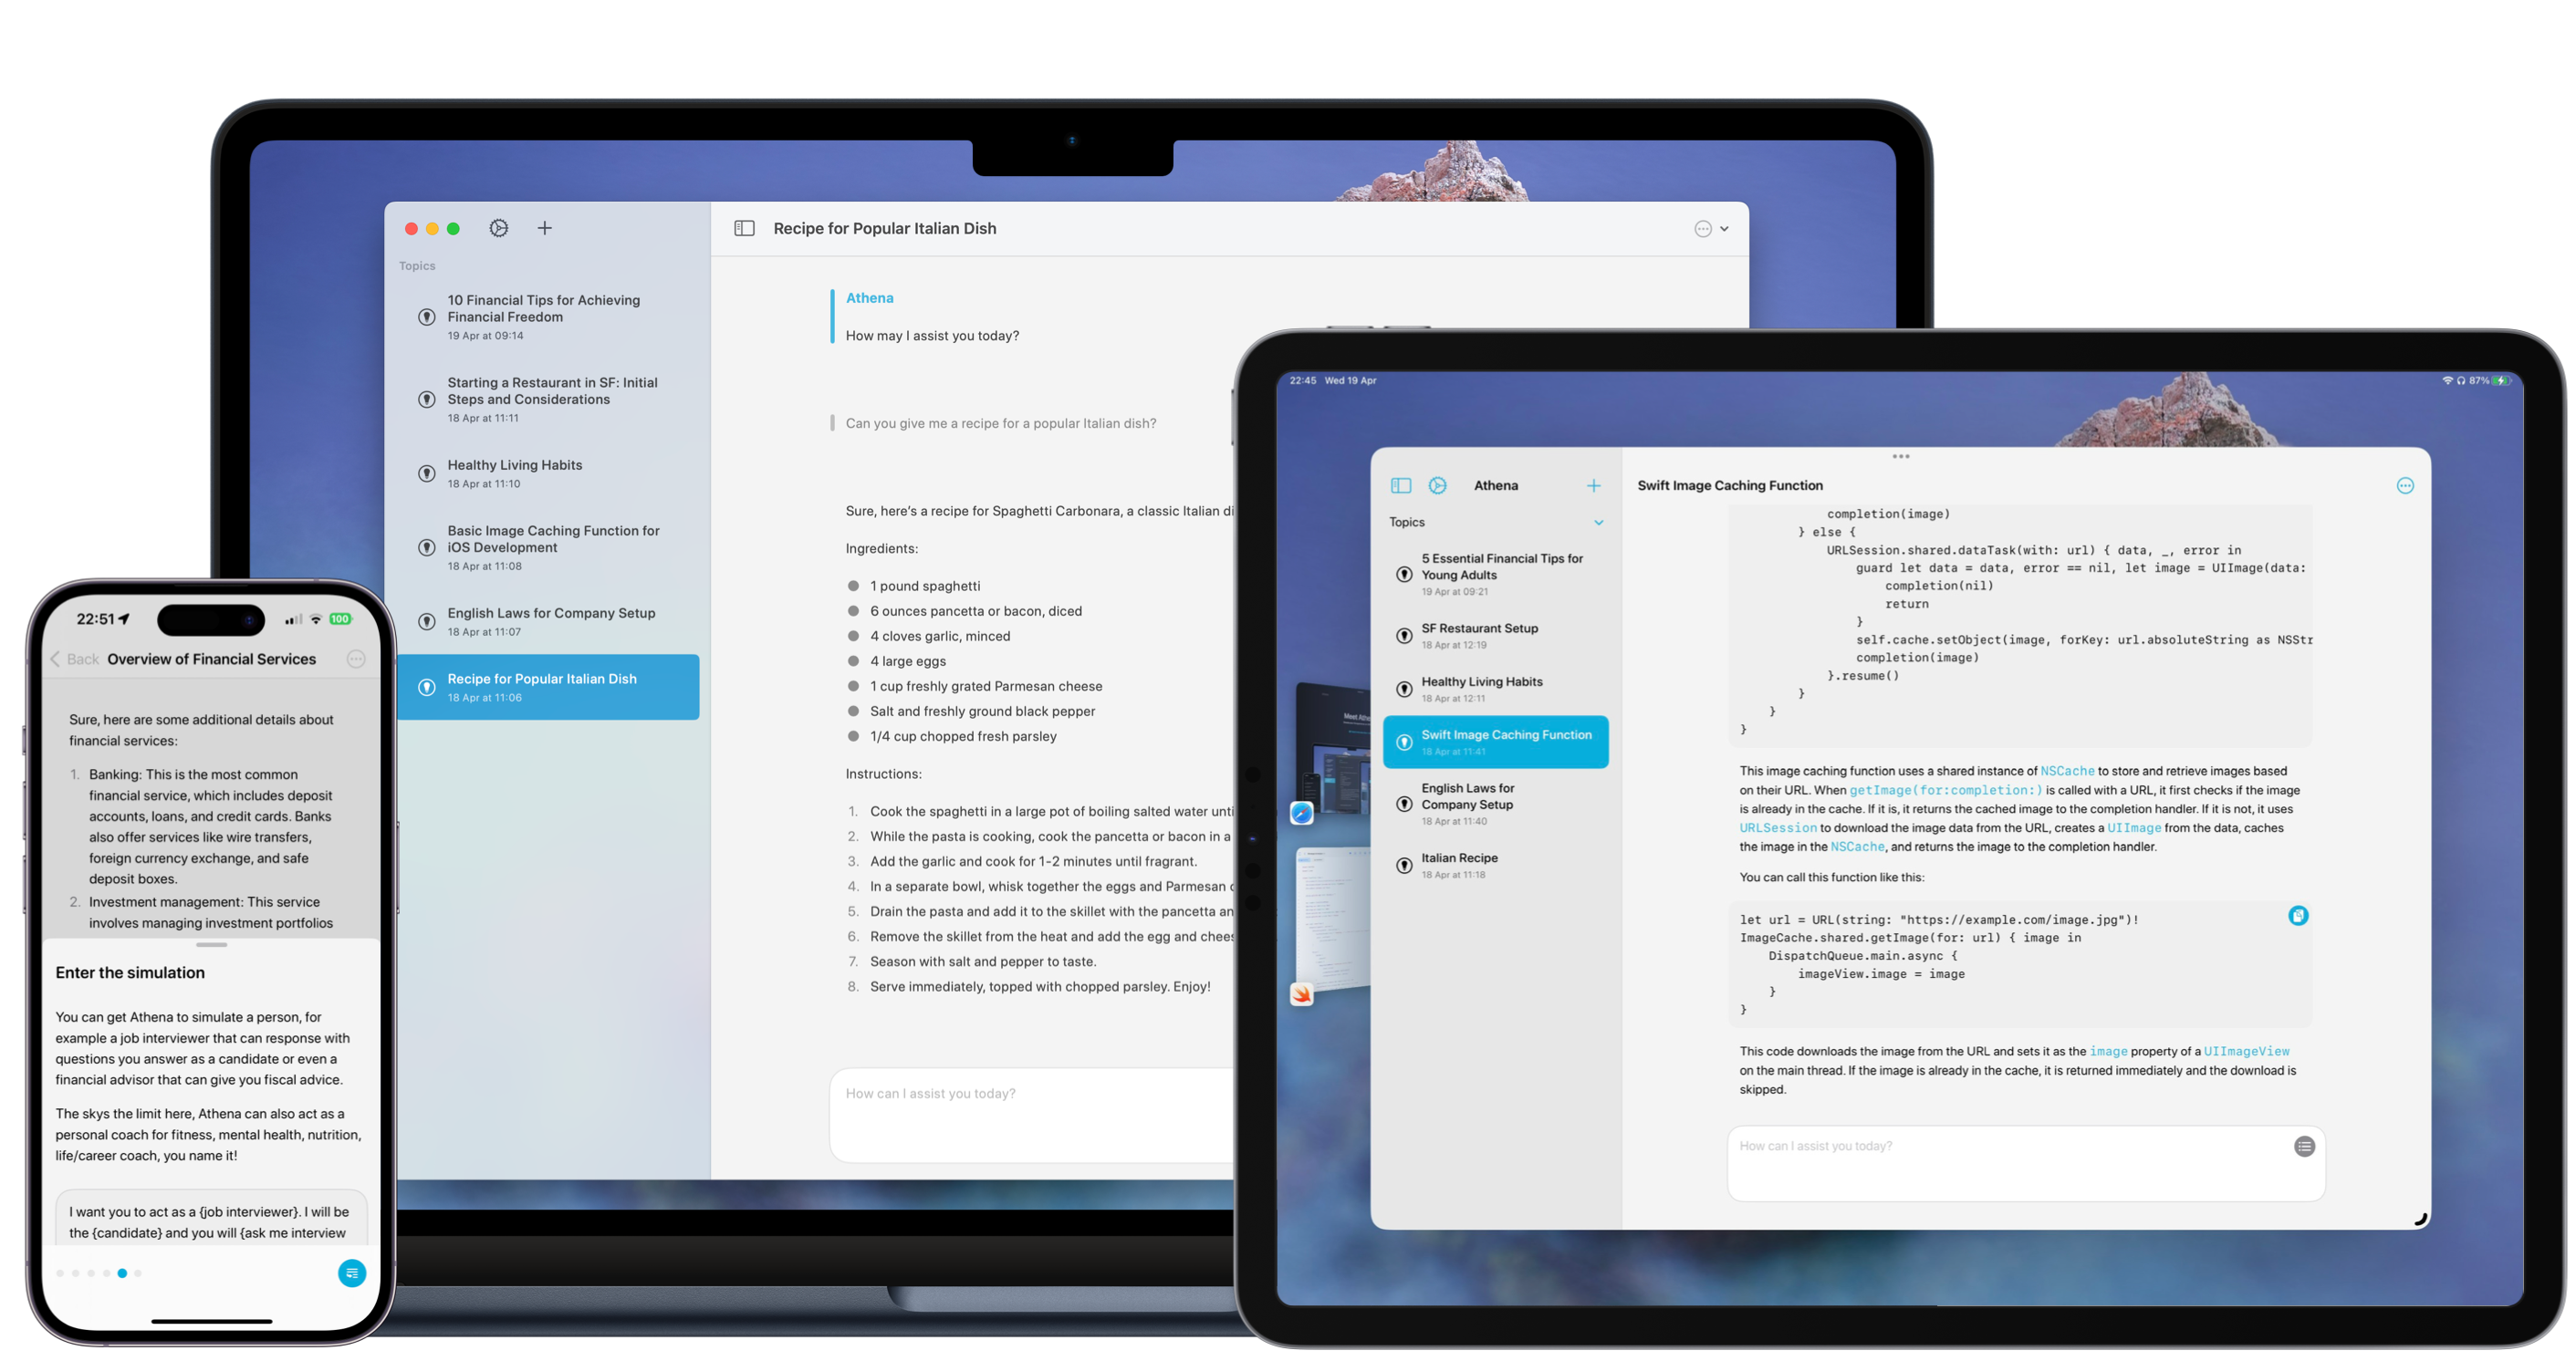 Topics
10 Financial Tips for Achieving
Financial Freedom
19 Apr at 09:14
Starting a Restaurant in SF: Initial
Steps and Considerations
18 Apr at 11:11
Healthy Living Habits
18 Apr at 11:10
Basic Image Caching Function for
iOS Development
18 Apr at 11:08
English Laws for Company Setup
18 Apr at 11:07
Recipe for Popular Italian Dish
18 Apr at 11:06
Recipe for Popular Italian Dish
Athena
How may I assist you today?
Can you give me a recipe for a popular Italian dish?
Sure, here's a recipe for Spaghetti Carbonara, a classic Italian di
Ingredients:
1 pound spaghetti
6 ounces pancetta or bacon, diced
4 cloves garlic, minced
4 large eggs
1 cup freshly grated Parmesan cheese
Salt and freshly ground black pepper
1/4 cup chopped fresh parsley
Instructions:
1. Cook the spaghetti in a large pot of boiling salted water unti
2. While the pasta is cooking, cook the pancetta or bacon in a
3. Add the garlic and cook for 1-2 minutes until fragrant.
4. In a separate bowl, whisk together the eggs and Parmesan c
5. Drain the pasta and add it to the skillet with the pancetta an
6. Remove the skillet from the heat and add the egg and chees
7. Season with salt and pepper to taste.
8. Serve immediately, topped with chopped parsley. Enjoy!
How can I assist you today?
22:51
100
Back Overview of Financial Services
Sure, here are some additional details about
financial services:
1. Banking: This is the most common
financial service, which includes deposit
accounts, loans, and credit cards. Banks
also offer services like wire transfers,
foreign currency exchange, and safe
deposit boxes.
2. Investment management: This service
involves managing investment portfolios
Enter the simulation
You can get Athena to simulate a person, for
example a job interviewer that can response with
questions you answer as a candidate or even a
financial advisor that can give you fiscal advice.
The skys the limit here, Athena can also act as a
personal coach for fitness, mental health, nutrition,
life/career coach, you name it!
I want you to act as a {job interviewer}. I will be
the {candidate} and you will {ask me interview
22:45 Wed 19 Apr
87%
Meet Athe
Athena
Topics
5 Essential Financial Tips for
Young Adults
19 Apr at 09:21
SF Restaurant Setup
18 Apr at 12:19
Healthy Living Habits
18 Apr at 12:11
Swift Image Caching Function
18 Apr at 11:41
English Laws for
Company Setup
18 Apr at 11:40
Italian Recipe
18 Apr at 11:18
Swift Image Caching Function
completion(image)
} else {
URLSession.shared.dataTask(with: url) { data, _, error in
guard let data = data, error == nil, let image = UIImage(data:
completion(nil)
return
}
self.cache.setObject(image, forKey: url.absoluteString as NSStr
completion(image)
}.resume()
}
}
}
This image caching function uses a shared instance of NSCache to store and retrieve images based
on their URL. When getImage(for:completion:) is called with a URL, it first checks if the image
is already in the cache. If it is, it returns the cached image to the completion handler. If it is not, it uses
URLSession to download the image data from the URL, creates a UIImage from the data, caches
the image in the NSCache, and returns the image to the completion handler.
You can call this function like this:
let url = URL(string: "https://example.com/image.jpg")!
ImageCache.shared.getImage(for: url) { image in
DispatchQueue.main.async {
imageView.image = image
}
}
This code downloads the image from the URL and sets it as the image property of a UIImageView
on the main thread. If the image is already in the cache, it is returned immediately and the download is
skipped.
How can I assist you today?